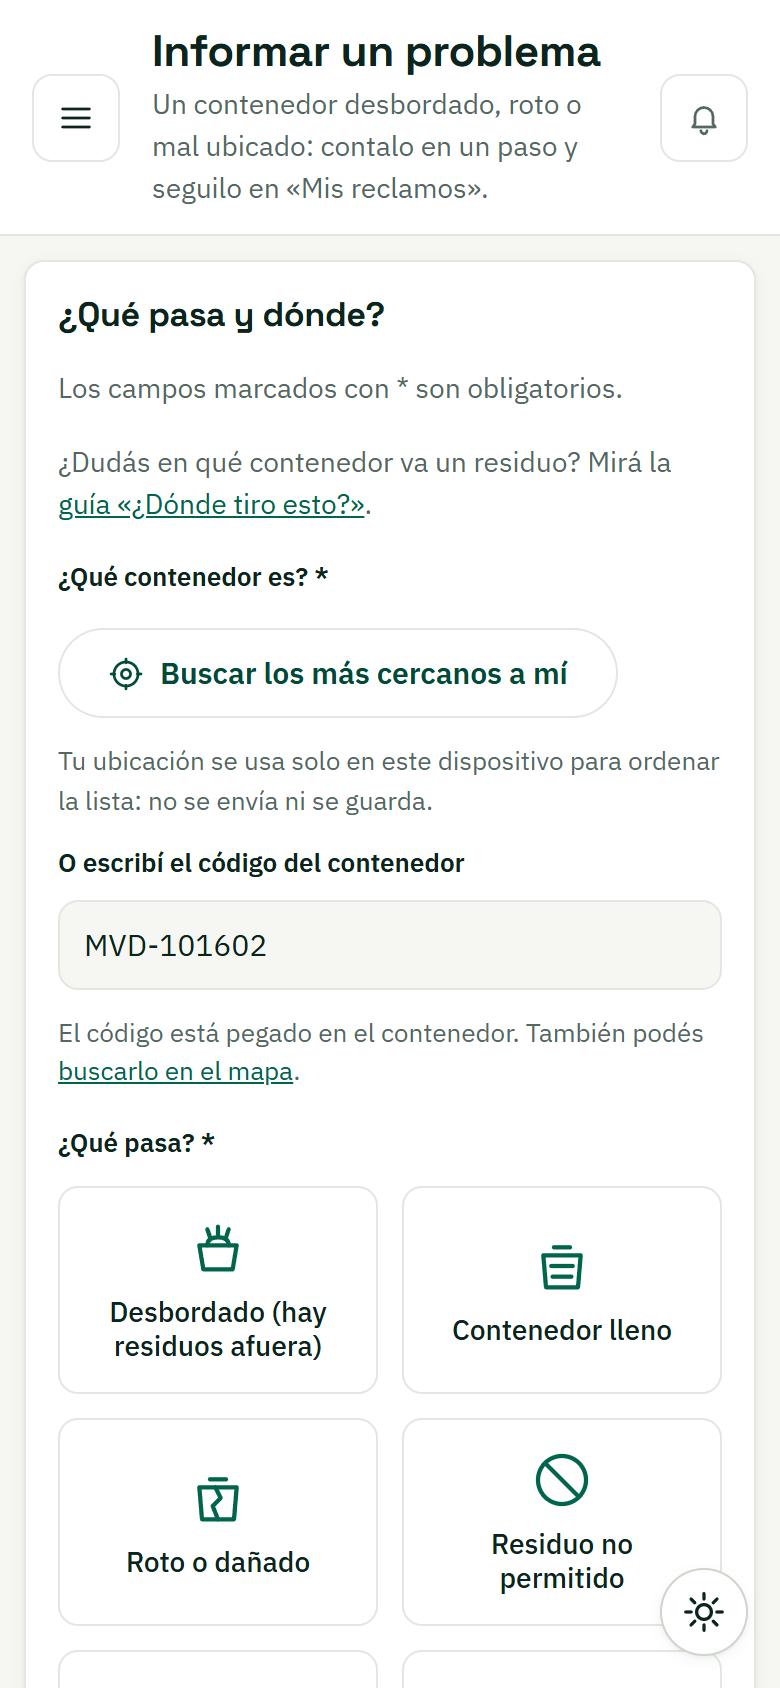 Informar un problema
Un contenedor desbordado, roto o
mal ubicado: contalo en un paso y
seguilo en «Mis reclamos».
¿Qué pasa y dónde?
Los campos marcados con * son obligatorios.
¿Dudás en qué contenedor va un residuo? Mirá la
guía «¿Dónde tiro esto?».
¿Qué contenedor es? *
Buscar los más cercanos a mí
Tu ubicación se usa solo en este dispositivo para ordenar
la lista: no se envía ni se guarda.
O escribí el código del contenedor
MVD-101602
El código está pegado en el contenedor. También podés
buscarlo en el mapa.
¿Qué pasa? *
Desbordado (hay
residuos afuera)
Contenedor lleno
Roto o dañado
Residuo no
permitido